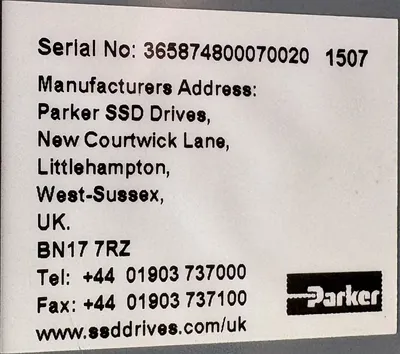 Serial No: 365874800070020 1507
Manufacturers Address:
Parker SSD Drives,
New Courtwick Lane,
Littlehampton,
West-Sussex,
UK.
BN17 7RZ
Tel: +44 01903 737000
Fax: +44 01903 737100
www.ssddrives.com/uk
Parker